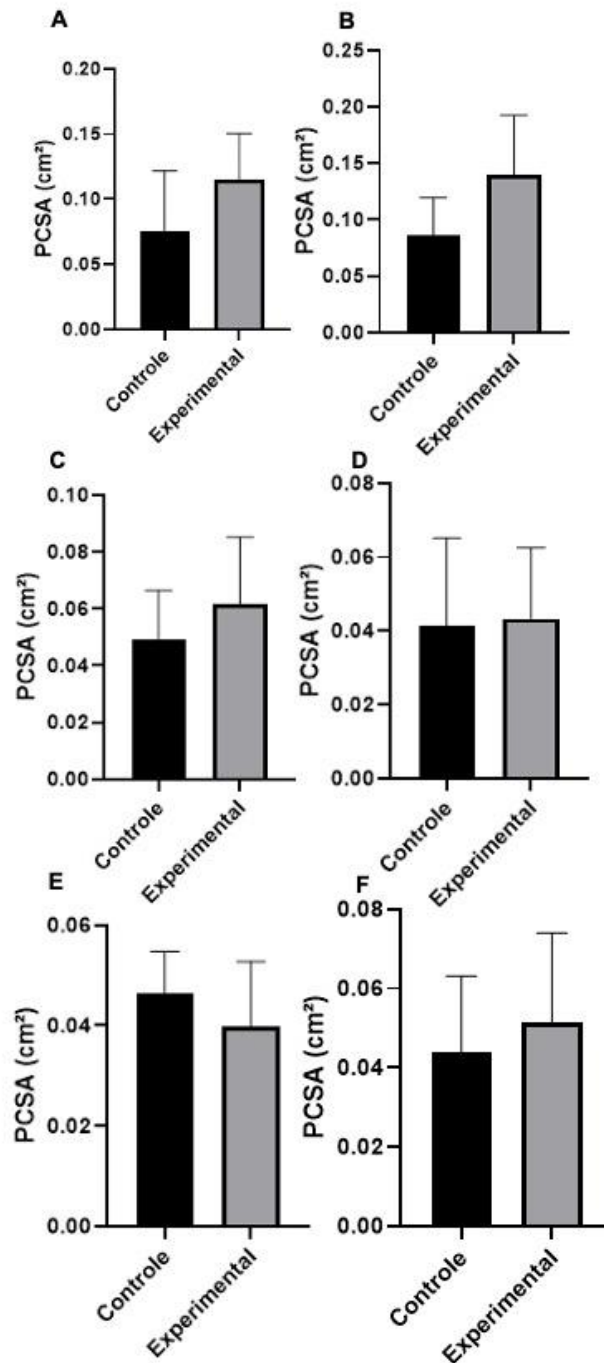 A
PCSA (cm²)
0.20
0.15
0.10
0.05
0.00
Controle
Experimental
B
PCSA (cm²)
0.25
0.20
0.15
0.10
0.05
0.00
Controle
Experimental
C
PCSA (cm²)
0.10
0.08
0.06
0.04
0.02
0.00
Controle
Experimental
D
PCSA (cm²)
0.08
0.06
0.04
0.02
0.00
Controle
Experimental
E
PCSA (cm²)
0.06
0.04
0.02
0.00
Controle
Experimental
F
PCSA (cm²)
0.08
0.06
0.04
0.02
0.00
Controle
Experimental